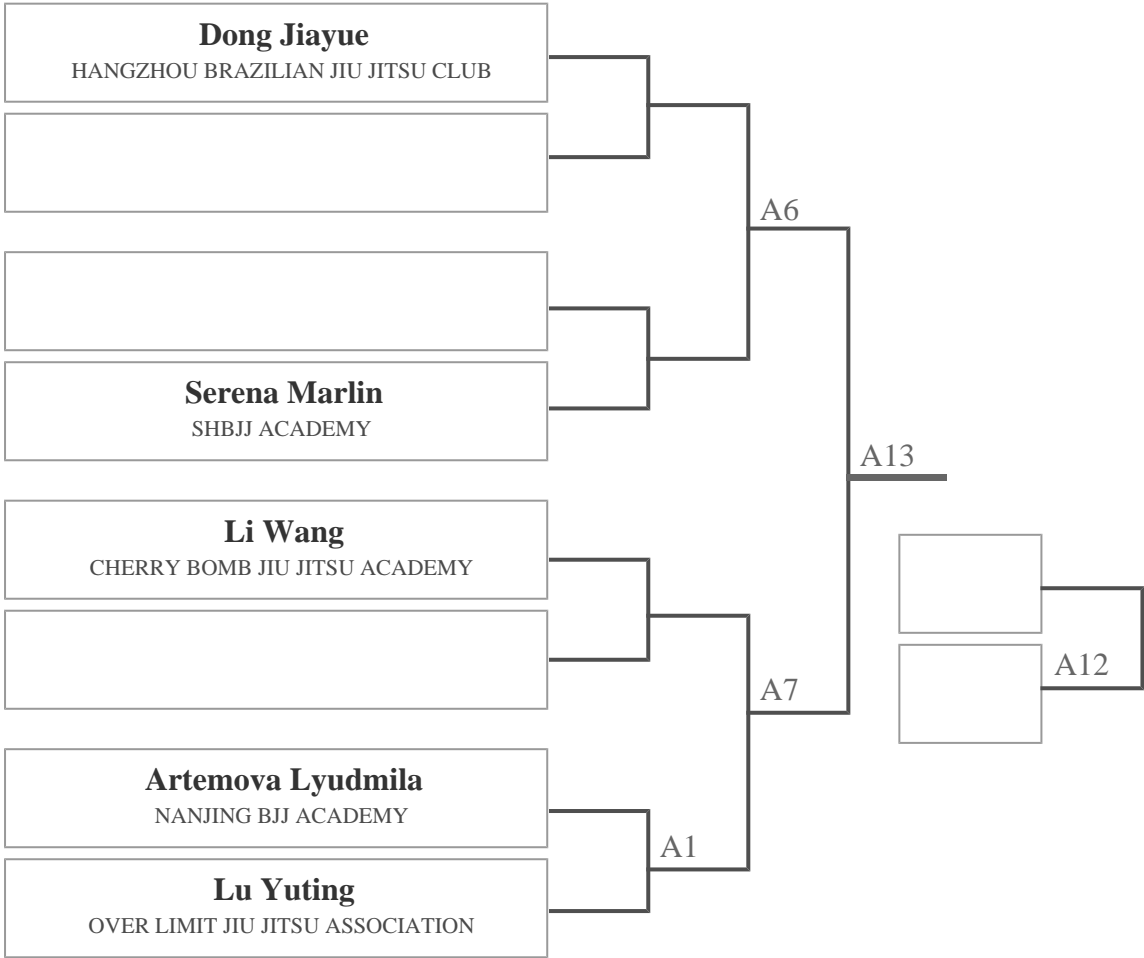 Dong Jiayue
HANGZHOU BRAZILIAN JIU JITSU CLUB
A6
Serena Marlin
SHBJJ ACADEMY
A13
Li Wang
CHERRY BOMB JIU JITSU ACADEMY
A12
A7
Artemova Lyudmila
NANJING BJJ ACADEMY
A1
Lu Yuting
OVER LIMIT JIU JITSU ASSOCIATION